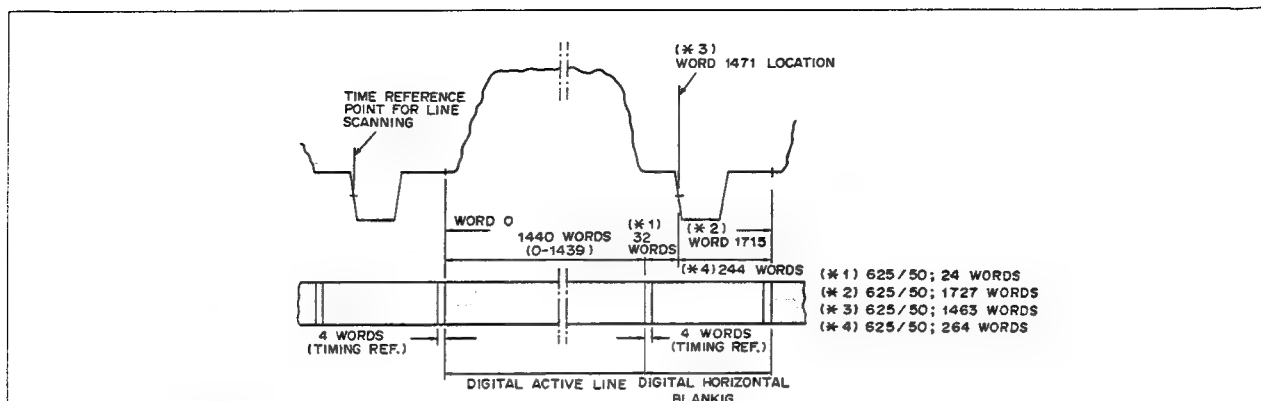 (*3)
WORD 1471 LOCATION
TIME REFERENCE
POINT FOR LINE
SCANNING
WORD 0
1440 WORDS
(0-1439)
(*1)
32
WORDS
(*2)
WORD 1715
(*4) 244 WORDS
(*1) 625/50; 24 WORDS
(*2) 625/50; 1727 WORDS
(*3) 625/50; 1463 WORDS
(*4) 625/50; 264 WORDS
4 WORDS
(TIMING REF.)
4 WORDS
(TIMING REF.)
DIGITAL ACTIVE LINE
DIGITAL HORIZONTAL
BLANKIG